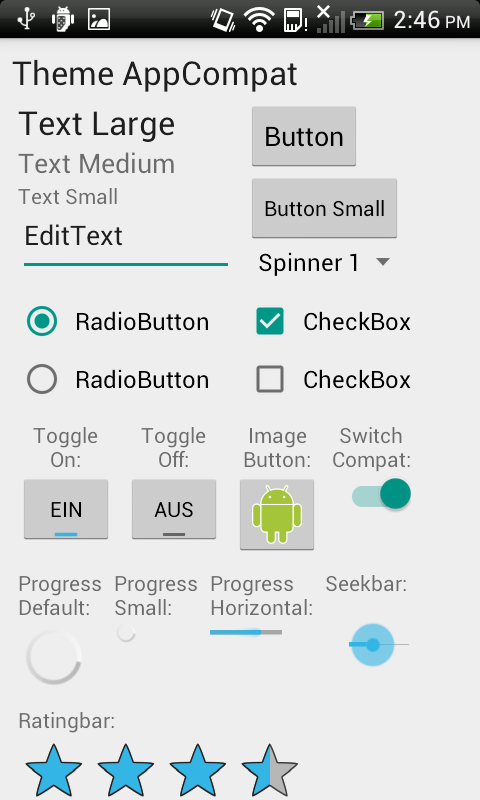 2:46 PM
Theme AppCompat
Text Large
Text Medium
Text Small
EditText
Button
Button Small
Spinner 1
RadioButton
CheckBox
RadioButton
CheckBox
Toggle On:
Toggle Off:
Image Button:
Switch Compat:
EIN
AUS
Progress Default:
Progress Small:
Progress Horizontal:
Seekbar:
Ratingbar: